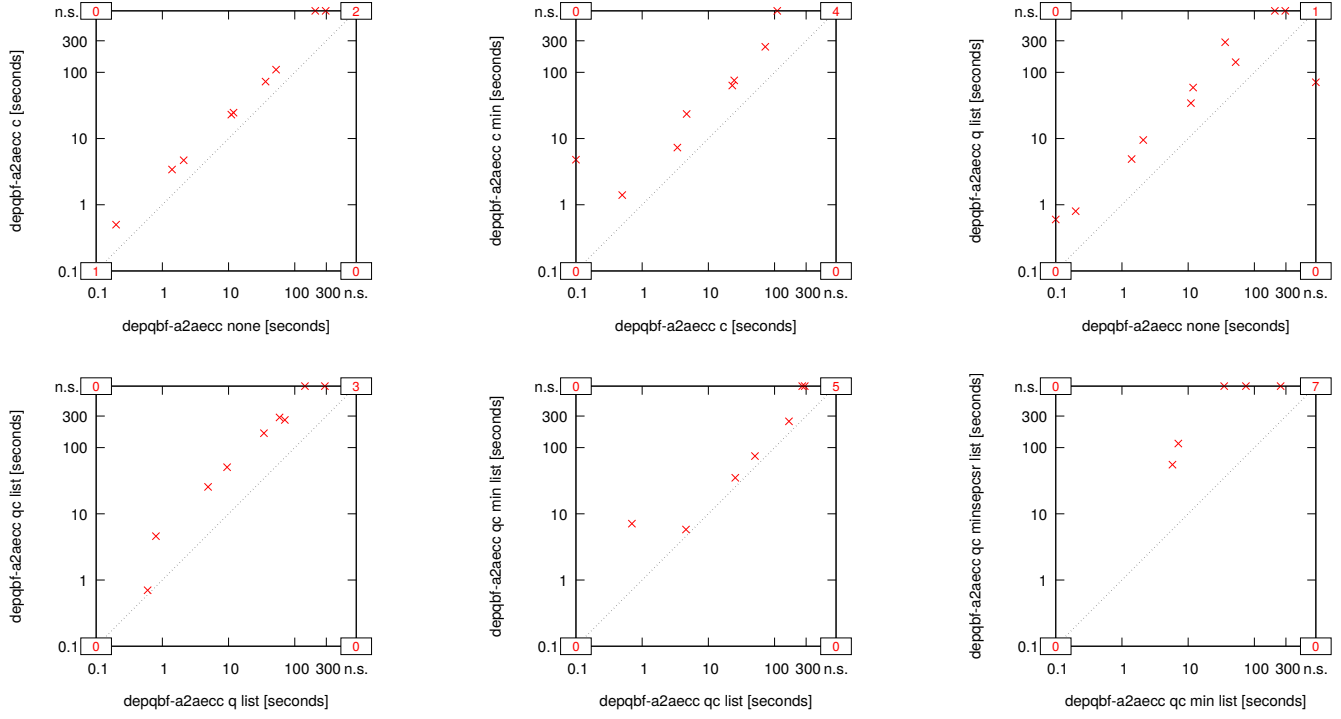 n.s. 0 2
300
100
10
1
0.1 1 0
0.1 1 10 100 300 n.s.
depqbf-a2aecc c [seconds]
depqbf-a2aecc none [seconds]
n.s. 0 4
300
100
10
1
0.1 0 0
0.1 1 10 100 300 n.s.
depqbf-a2aecc c min [seconds]
depqbf-a2aecc c [seconds]
n.s. 0 1
300
100
10
1
0.1 0 0
0.1 1 10 100 300 n.s.
depqbf-a2aecc q list [seconds]
depqbf-a2aecc none [seconds]
n.s. 0 3
300
100
10
1
0.1 0 0
0.1 1 10 100 300 n.s.
depqbf-a2aecc qc list [seconds]
depqbf-a2aecc q list [seconds]
n.s. 0 5
300
100
10
1
0.1 0 0
0.1 1 10 100 300 n.s.
depqbf-a2aecc qc min list [seconds]
depqbf-a2aecc qc list [seconds]
n.s. 0 7
300
100
10
1
0.1 0 0
0.1 1 10 100 300 n.s.
depqbf-a2aecc qc minsepcsr list [seconds]
depqbf-a2aecc qc min list [seconds]